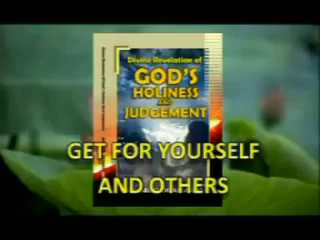 Divine Revelation of
GOD'S
HOLINESS
AND
JUDGEMENT
GET FOR YOURSELF
AND OTHERS